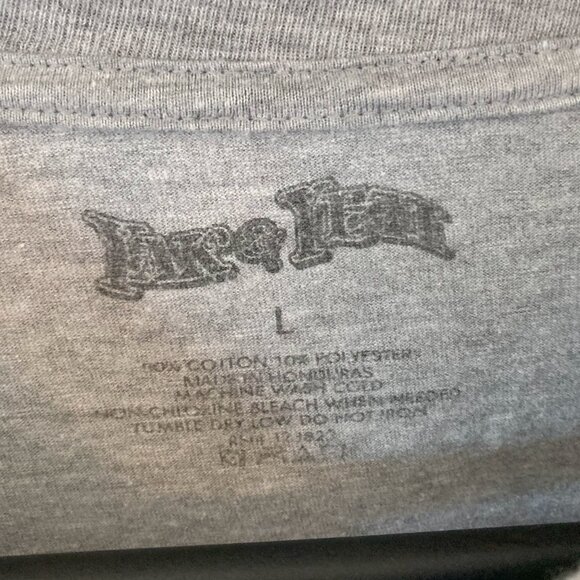 L
90% COTTON 10% POLYESTER
MADE IN HONDURAS
MACHINE WASH COLD
NON-CHLORINE BLEACH WHEN NEEDED
TUMBLE DRY LOW DO NOT IRON